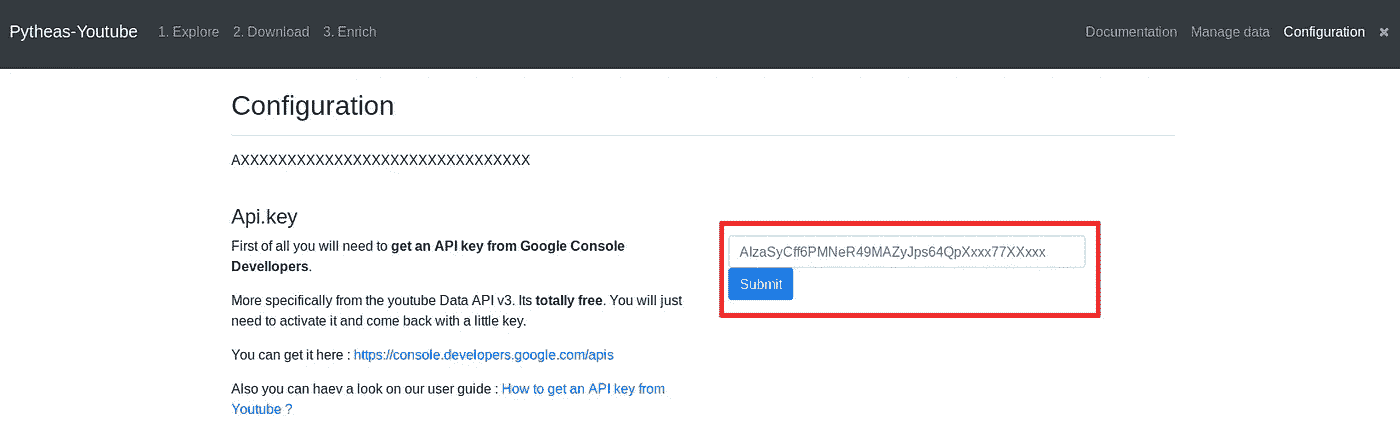 Pytheas-Youtube 1. Explore 2. Download 3. Enrich Documentation Manage data Configuration ✖
Configuration
AXXXXXXXXXXXXXXXXXXXXXXXXXXXXXXX
Api.key
First of all you will need to get an API key from Google Console
Devellopers.
More specifically from the youtube Data API v3. Its totally free. You will just
need to activate it and come back with a little key.
You can get it here : https://console.developers.google.com/apis
Also you can haev a look on our user guide : How to get an API key from
Youtube ?
AIzaSyCff6PMNeR49MAZyJps64QpXxxx77XXxxx
Submit